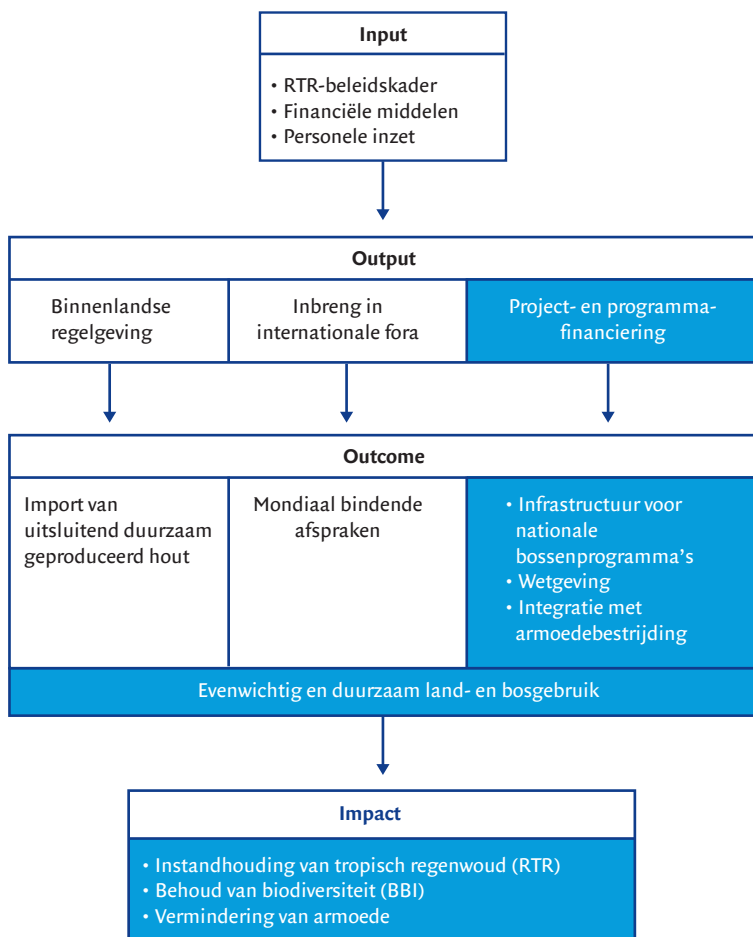 Input
• RTR-beleidskader
• Financiële middelen
• Personele inzet
Output
Binnenlandse
regelgeving
Inbreng in
internationale fora
Project- en programma-
financiering
Outcome
Import van
uitsluitend duurzaam
geproduceerd hout
Mondiaal bindende
afspraken
• Infrastructuur voor
nationale
bossenprogramma's
• Wetgeving
• Integratie met
armoedebestrijding
Evenwichtig en duurzaam land- en bosgebruik
Impact
• Instandhouding van tropisch regenwoud (RTR)
• Behoud van biodiversiteit (BBI)
• Vermindering van armoede